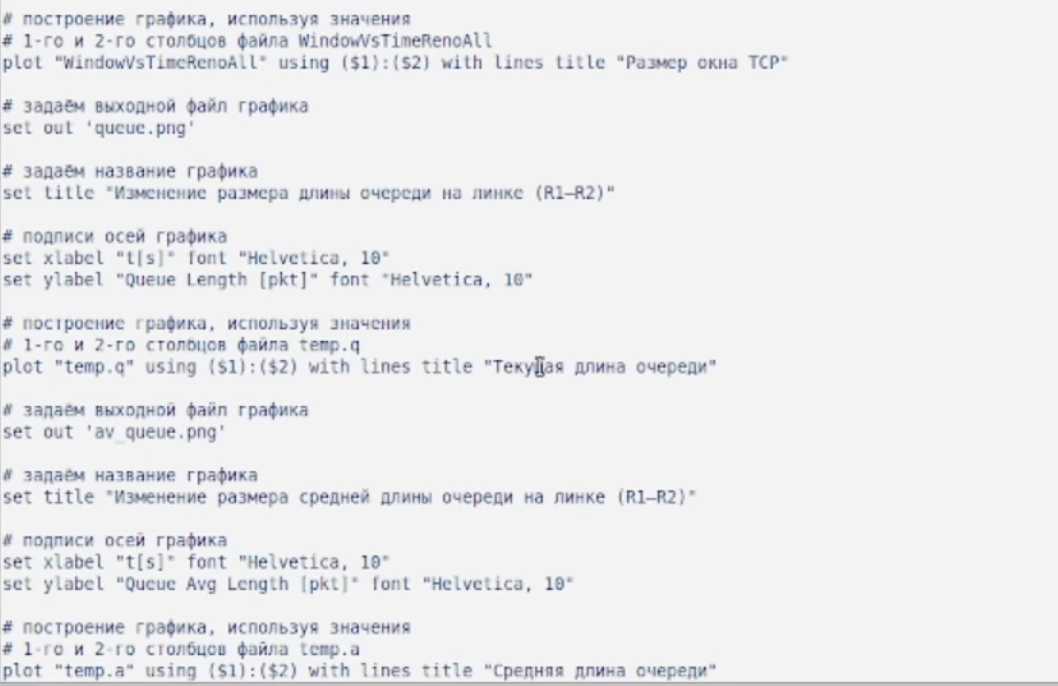 # построение графика, используя значения
# 1-го и 2-го столбцов файла WindowVsTimeRenoAll
plot "WindowVsTimeRenoAll" using ($1):($2) with lines title "Размер окна TCP"
# задаём выходной файл графика
set out 'queue.png'
# задаём название графика
set title "Изменение размера длины очереди на линке (R1–R2)"
# подписи осей графика
set xlabel "t[s]" font "Helvetica, 10"
set ylabel "Queue Length [pkt]" font "Helvetica, 10"
# построение графика, используя значения
# 1-го и 2-го столбцов файла temp.q
plot "temp.q" using ($1):($2) with lines title "Текущая длина очереди"
# задаём выходной файл графика
set out 'av_queue.png'
# задаём название графика
set title "Изменение размера средней длины очереди на линке (R1–R2)"
# подписи осей графика
set xlabel "t[s]" font "Helvetica, 10"
set ylabel "Queue Avg Length [pkt]" font "Helvetica, 10"
# построение графика, используя значения
# 1-го и 2-го столбцов файла temp.a
plot "temp.a" using ($1):($2) with lines title "Средняя длина очереди"